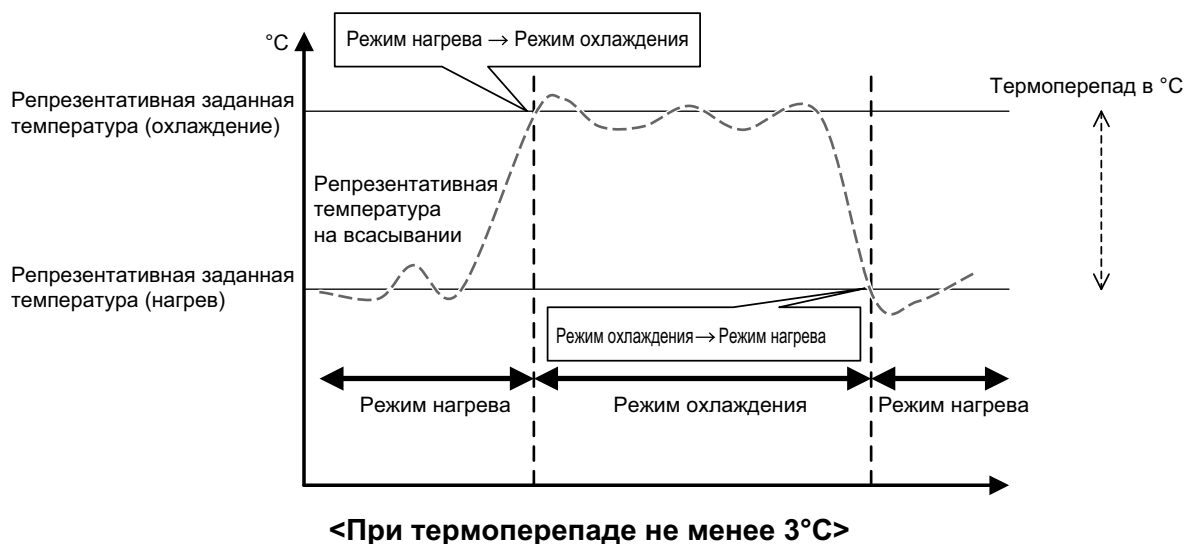 °C
Режим нагрева → Режим охлаждения
Термоперепад в °C
Репрезентативная заданная
температура (охлаждение)
Репрезентативная
температура
на всасывании
Репрезентативная заданная
температура (нагрев)
Режим охлаждения→Режим нагрева
Режим нагрева
Режим охлаждения
Режим нагрева
<При термоперепаде не менее 3°C>